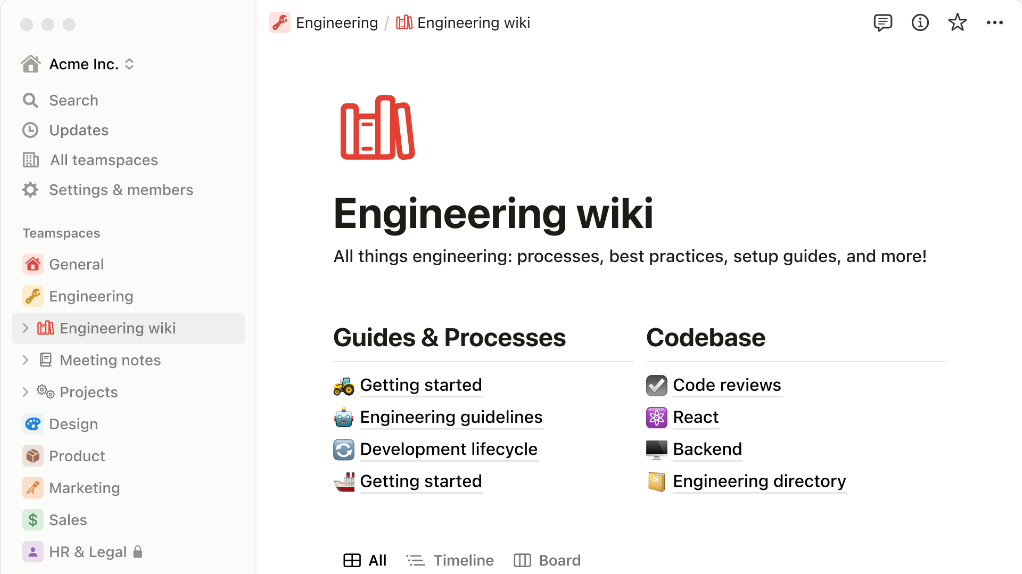 Engineering / Engineering wiki
Acme Inc.
Search
Updates
All teamspaces
Settings & members
Teamspaces
General
Engineering
Engineering wiki
Meeting notes
Projects
Design
Product
Marketing
$ Sales
HR & Legal
Engineering wiki
All things engineering: processes, best practices, setup guides, and more!
Guides & Processes
Getting started
Engineering guidelines
Development lifecycle
Getting started
Codebase
Code reviews
React
Backend
Engineering directory
All Timeline Board